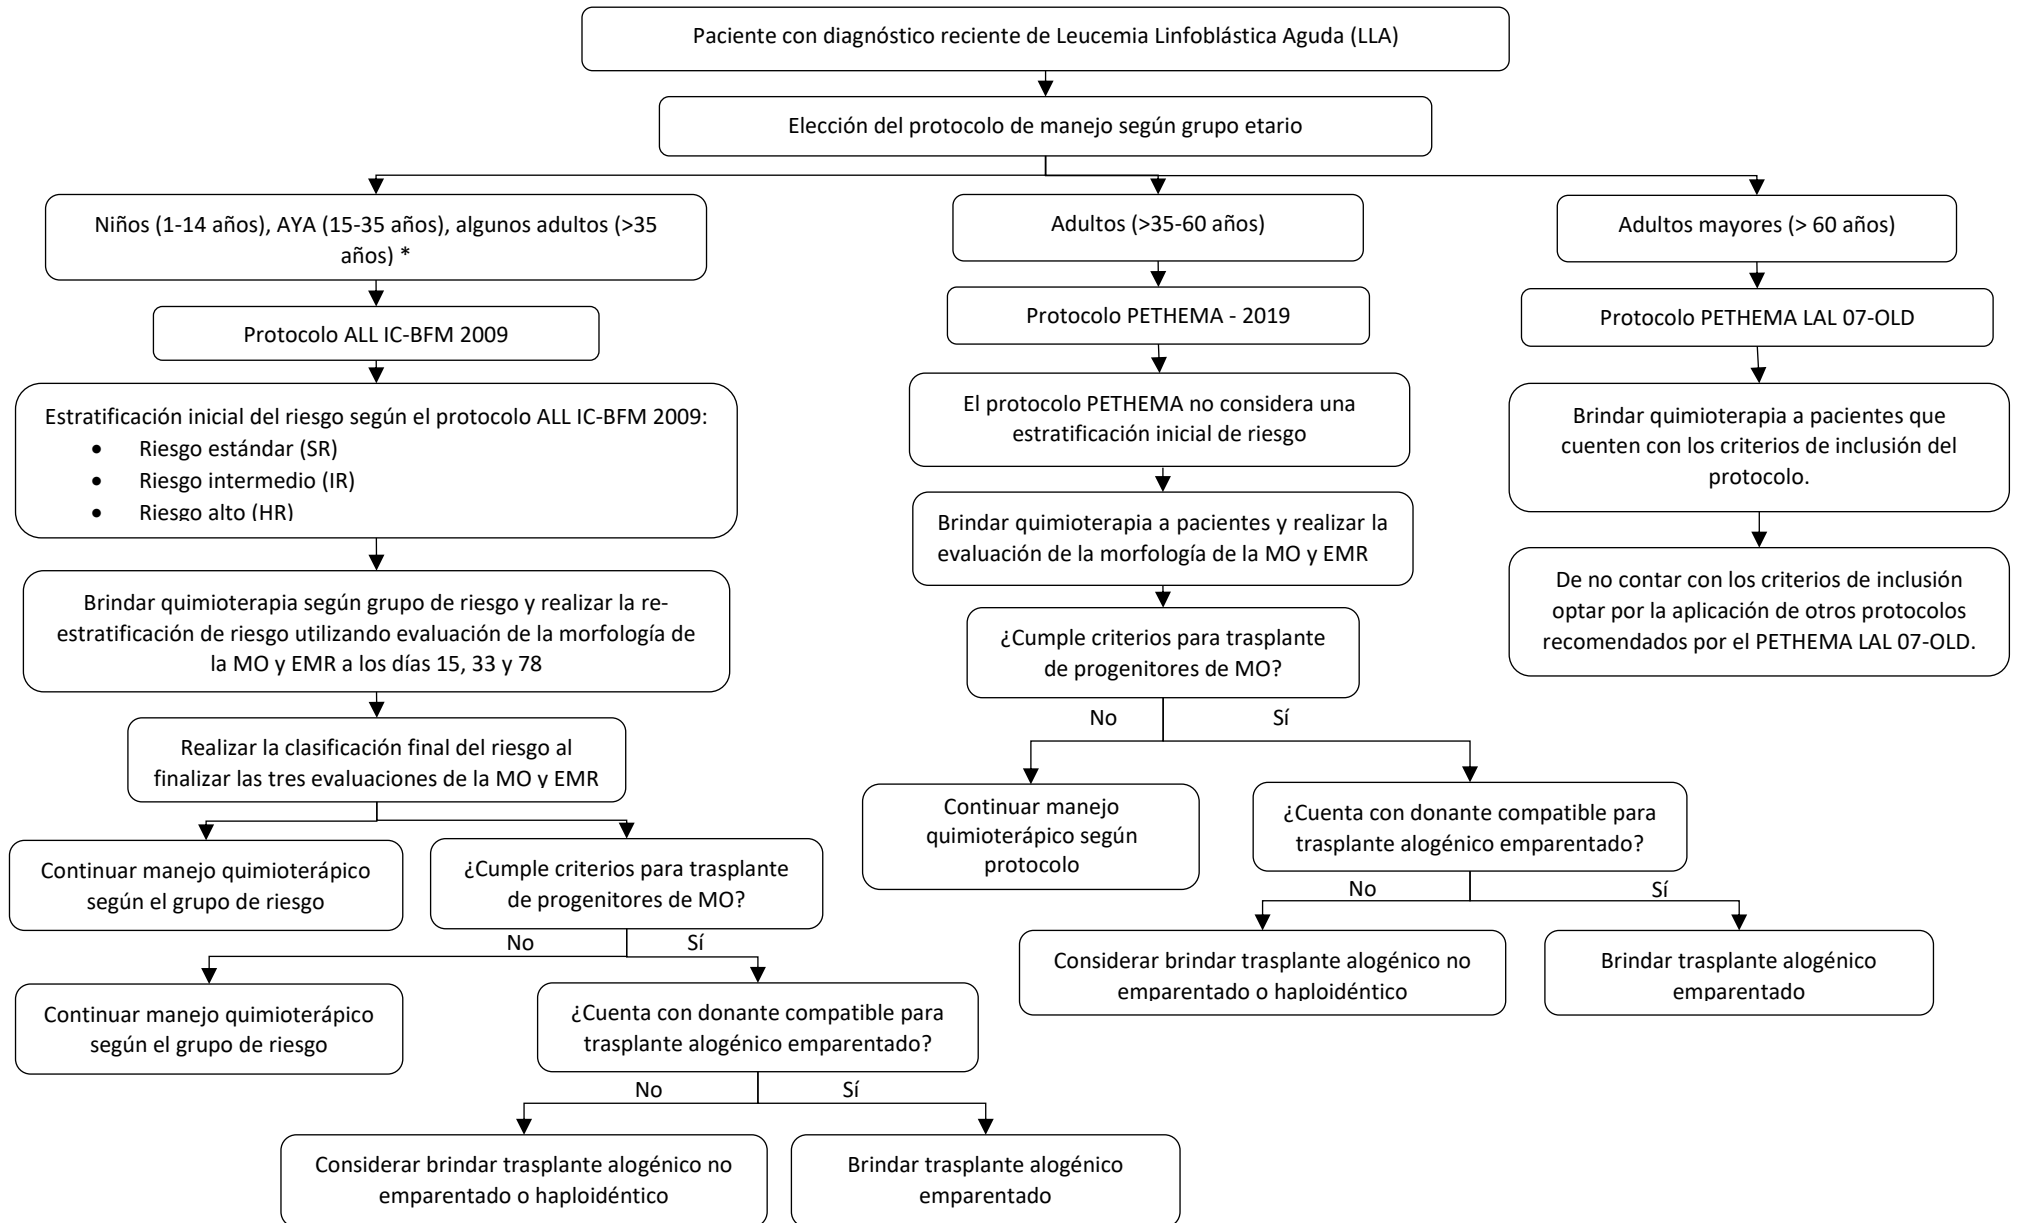 Paciente con diagnóstico reciente de Leucemia Linfoblástica Aguda (LLA)
Elección del protocolo de manejo según grupo etario
Niños (1-14 años), AYA (15-35 años), algunos adultos (>35
años) *
Protocolo ALL IC-BFM 2009
Estratificación inicial del riesgo según el protocolo ALL IC-BFM 2009:
• Riesgo estándar (SR)
• Riesgo intermedio (IR)
• Riesgo alto (HR)
Brindar quimioterapia según grupo de riesgo y realizar la re-
estratificación de riesgo utilizando evaluación de la morfología de
la MO y EMR a los días 15, 33 y 78
Realizar la clasificación final del riesgo al
finalizar las tres evaluaciones de la MO y EMR
Continuar manejo quimioterápico
según el grupo de riesgo
¿Cumple criterios para trasplante
de progenitores de MO?
No
Sí
Continuar manejo quimioterápico
según el grupo de riesgo
¿Cuenta con donante compatible para
trasplante alogénico emparentado?
No
Sí
Considerar brindar trasplante alogénico no
emparentado o haploidéntico
Brindar trasplante alogénico
emparentado
Adultos (>35-60 años)
Protocolo PETHEMA - 2019
El protocolo PETHEMA no considera una
estratificación inicial de riesgo
Brindar quimioterapia a pacientes y realizar la
evaluación de la morfología de la MO y EMR
¿Cumple criterios para trasplante
de progenitores de MO?
No
Sí
Continuar manejo
quimioterápico según
protocolo
¿Cuenta con donante compatible para
trasplante alogénico emparentado?
No
Sí
Considerar brindar trasplante alogénico no
emparentado o haploidéntico
Brindar trasplante alogénico
emparentado
Adultos mayores (> 60 años)
Protocolo PETHEMA LAL 07-OLD
Brindar quimioterapia a pacientes que
cuenten con los criterios de inclusión del
protocolo.
De no contar con los criterios de inclusión
optar por la aplicación de otros protocolos
recomendados por el PETHEMA LAL 07-OLD.